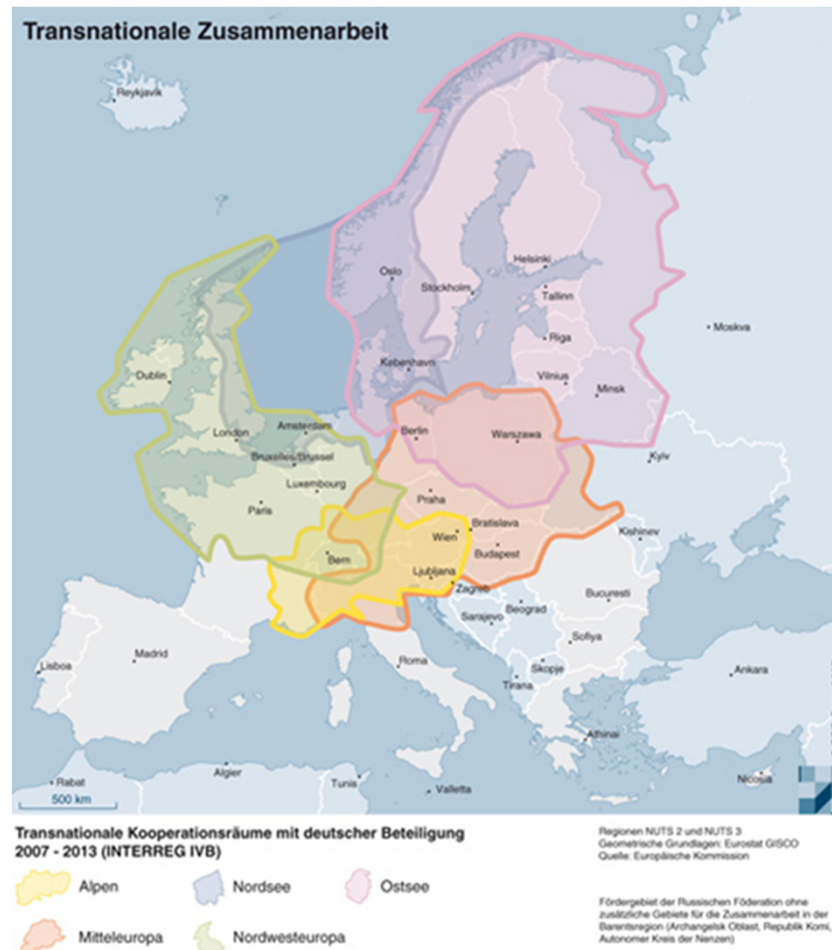 Transnationale Zusammenarbeit
Reykjavik
Oslo
Helsinki
Stockholm
Tallinn
Riga
Moskva
København
Vilnius
Minsk
Dublin
London
Amsterdam
Berlin
Warszawa
Bruxelles/Brussel
Kyiv
Luxembourg
Praha
Paris
Bratislava
Wien
Kishinev
Bern
Budapest
Ljubljana
Zagreb
Bucuresti
Beograd
Sarajevo
Sofiya
Madrid
Roma
Lisboa
Skopje
Ankara
Tirana
Athinai
Algier
Tunis
Rabat
Valletta
Nicosia
500 km
Transnationale Kooperationsräume mit deutscher Beteiligung
2007 - 2013 (INTERREG IVB)
Alpen
Nordsee
Ostsee
Mitteleuropa
Nordwesteuropa
Regionen NUTS 2 und NUTS 3
Geometrische Grundlagen: Eurostat GISCO
Quelle: Europäische Kommission
Fördergebiet der Russischen Föderation ohne
zusätzliche Gebiete für die Zusammenarbeit in der
Barentsregion (Archangelsk Oblast, Republik Komi,
Autonomer Kreis der Nenzen)